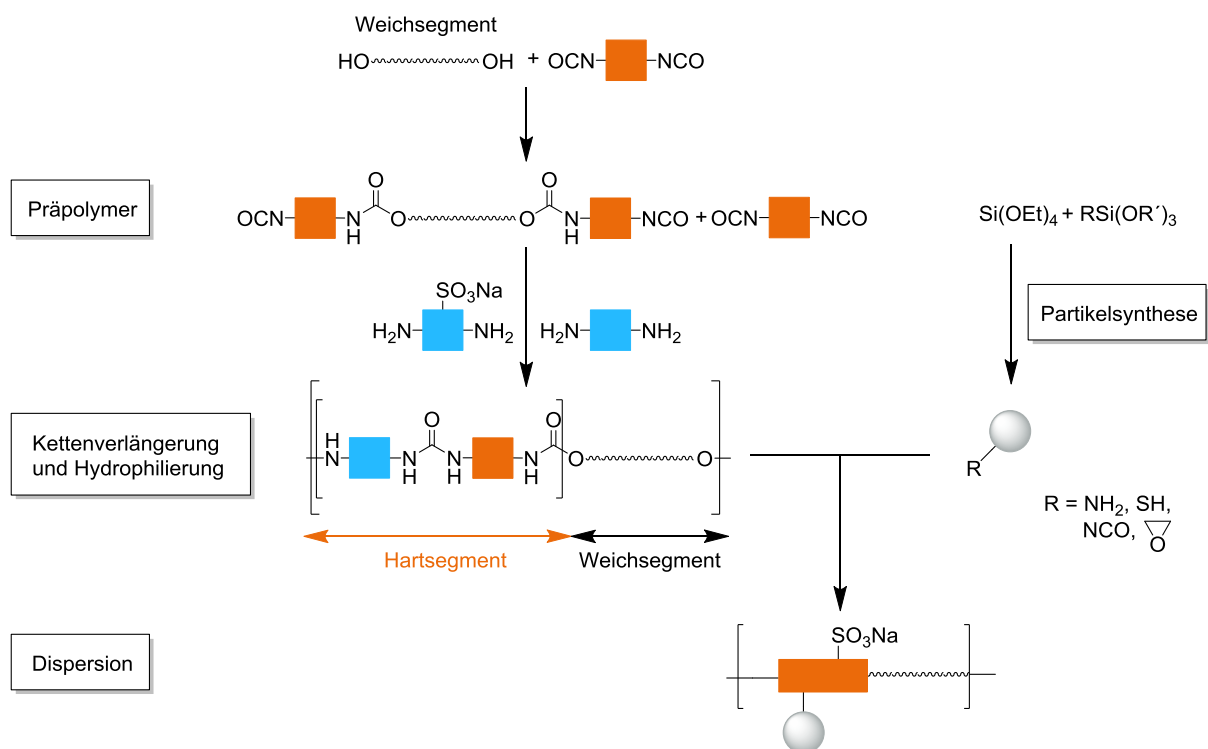 Weichsegment
HO OH + OCN NCO
Präpolymer
OCN N H O O O O N H NCO + OCN NCO
Si(OEt)4 + RSi(OR´)3
SO3Na
H2N NH2 H2N NH2
Partikelsynthese
Kettenverlängerung
und Hydrophilierung
H N N H O N H N H O O O
R
R = NH2, SH,
NCO, O
Hartsegment
Weichsegment
Dispersion
SO3Na